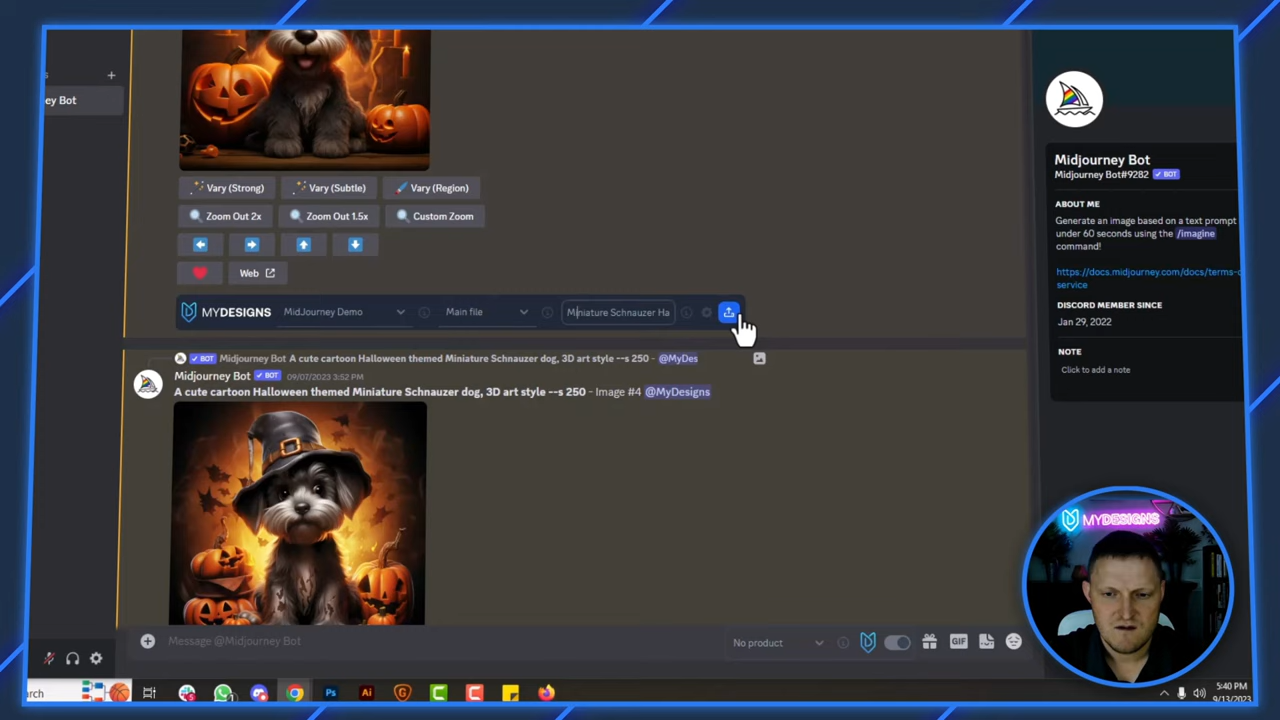 ey Bot
Vary (Strong) Vary (Subtle) Vary (Region)
Zoom Out 2x Zoom Out 1.5x Custom Zoom
Web
MYDESIGNS MidJourney Demo Main file Miniature Schnauzer Ha
BOT Midjourney Bot A cute cartoon Halloween themed Miniature Schnauzer dog, 3D art style --s 250 - @MyDes
Midjourney Bot BOT 09/07/2023 3:52 PM
A cute cartoon Halloween themed Miniature Schnauzer dog, 3D art style --s 250 - Image #4 @MyDesigns
Message @Midjourney Bot No product GIF
Midjourney Bot
Midjourney Bot#9282 BOT
ABOUT ME
Generate an image based on a text prompt
under 60 seconds using the /imagine
command!
https://docs.midjourney.com/docs/terms-
service
DISCORD MEMBER SINCE
Jan 29, 2022
NOTE
Click to add a note
MYDESIGNS
rch Ps Ai G C C
5:40 PM
9/13/2023